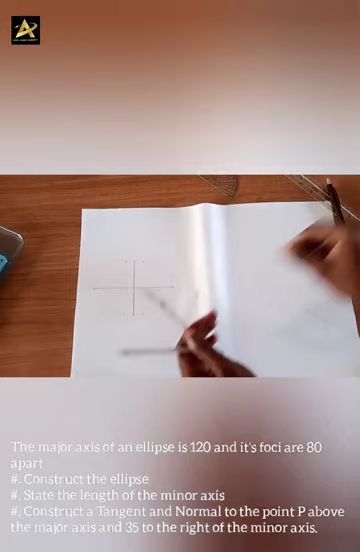 The major axis of an ellipse is 120 and it's foci are 80
apart
#. Construct the ellipse
#. State the length of the minor axis
#. Construct a Tangent and Normal to the point P above
the major axis and 35 to the right of the minor axis.